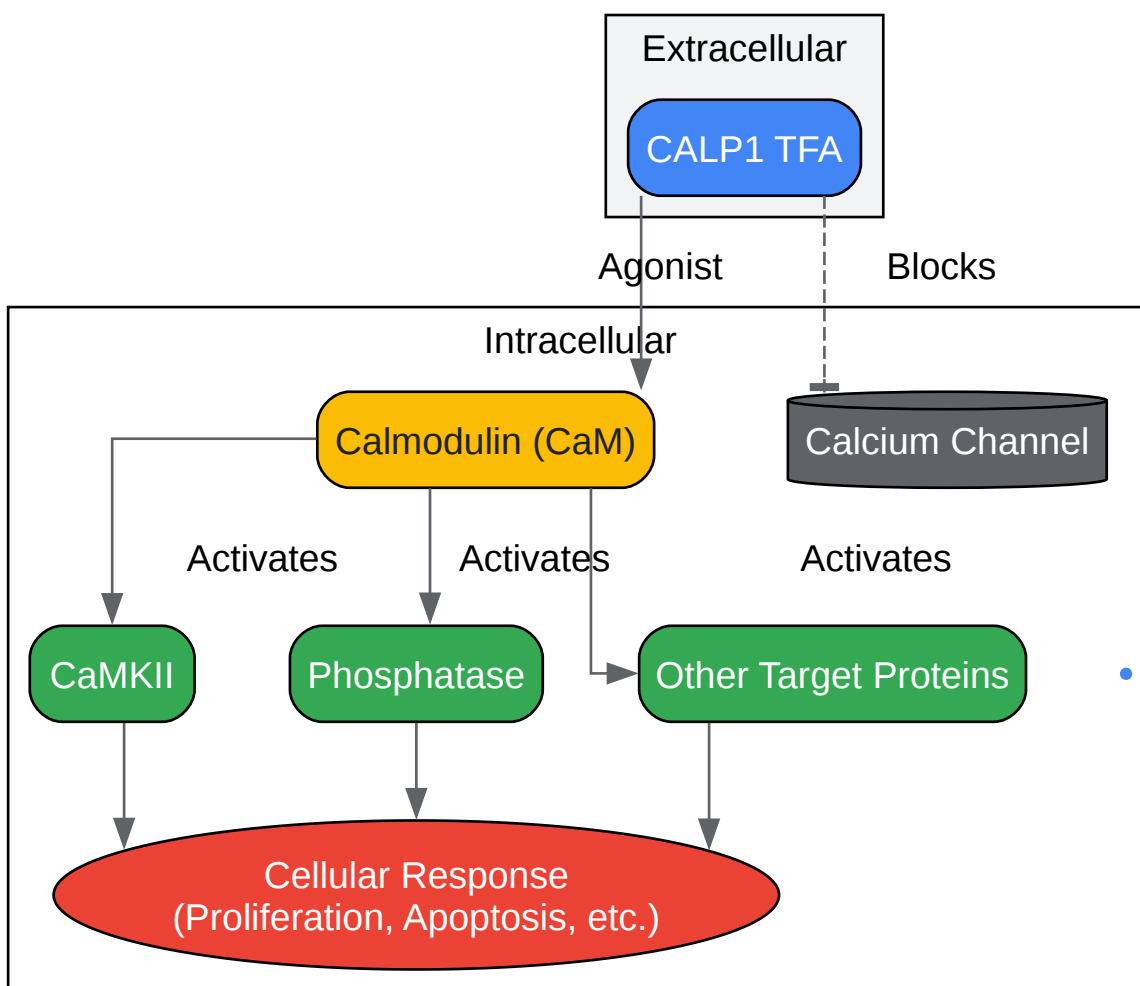 Extracellular
CALP1 TFA
Agonist
Blocks
Intracellular
Calmodulin (CaM)
Calcium Channel
Activates
Activates
Activates
CaMKII
Phosphatase
Other Target Proteins
Cellular Response
(Proliferation, Apoptosis, etc.)